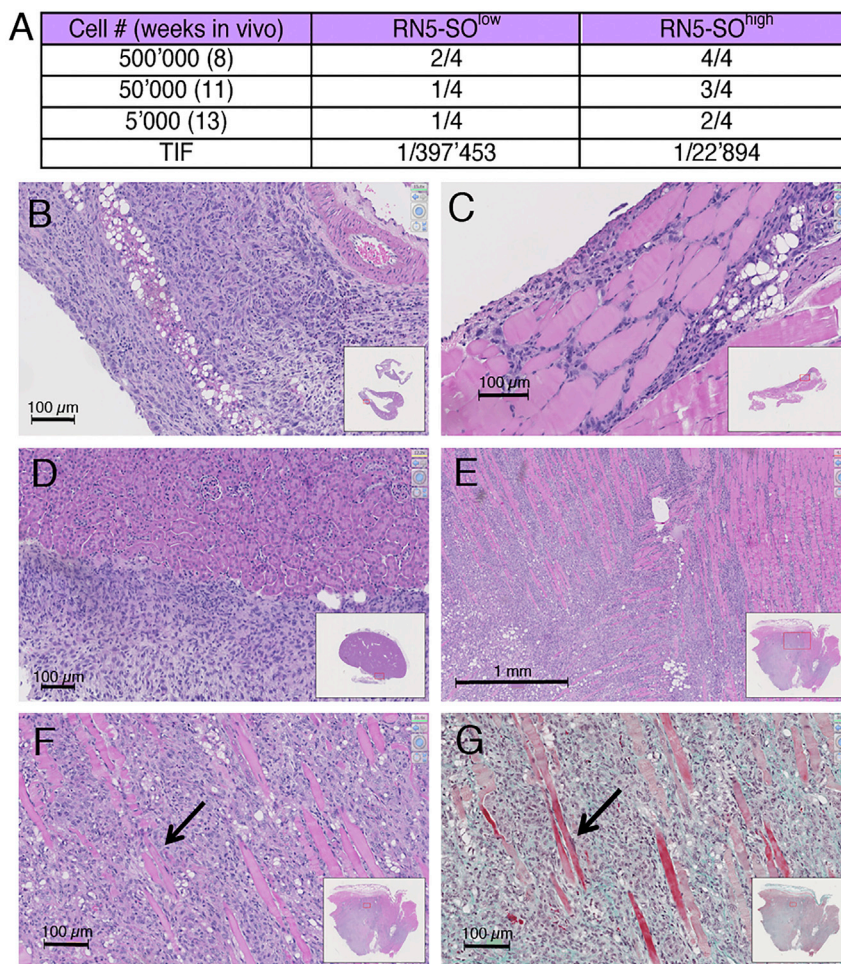 A
Cell # (weeks in vivo) RN5-SO^low RN5-SO^high
500'000 (8) 2/4 4/4
50'000 (11) 1/4 3/4
5'000 (13) 1/4 2/4
TIF 1/397'453 1/22'894
B
100 µm
C
100 µm
D
100 µm
E
1 mm
F
100 µm
G
100 µm